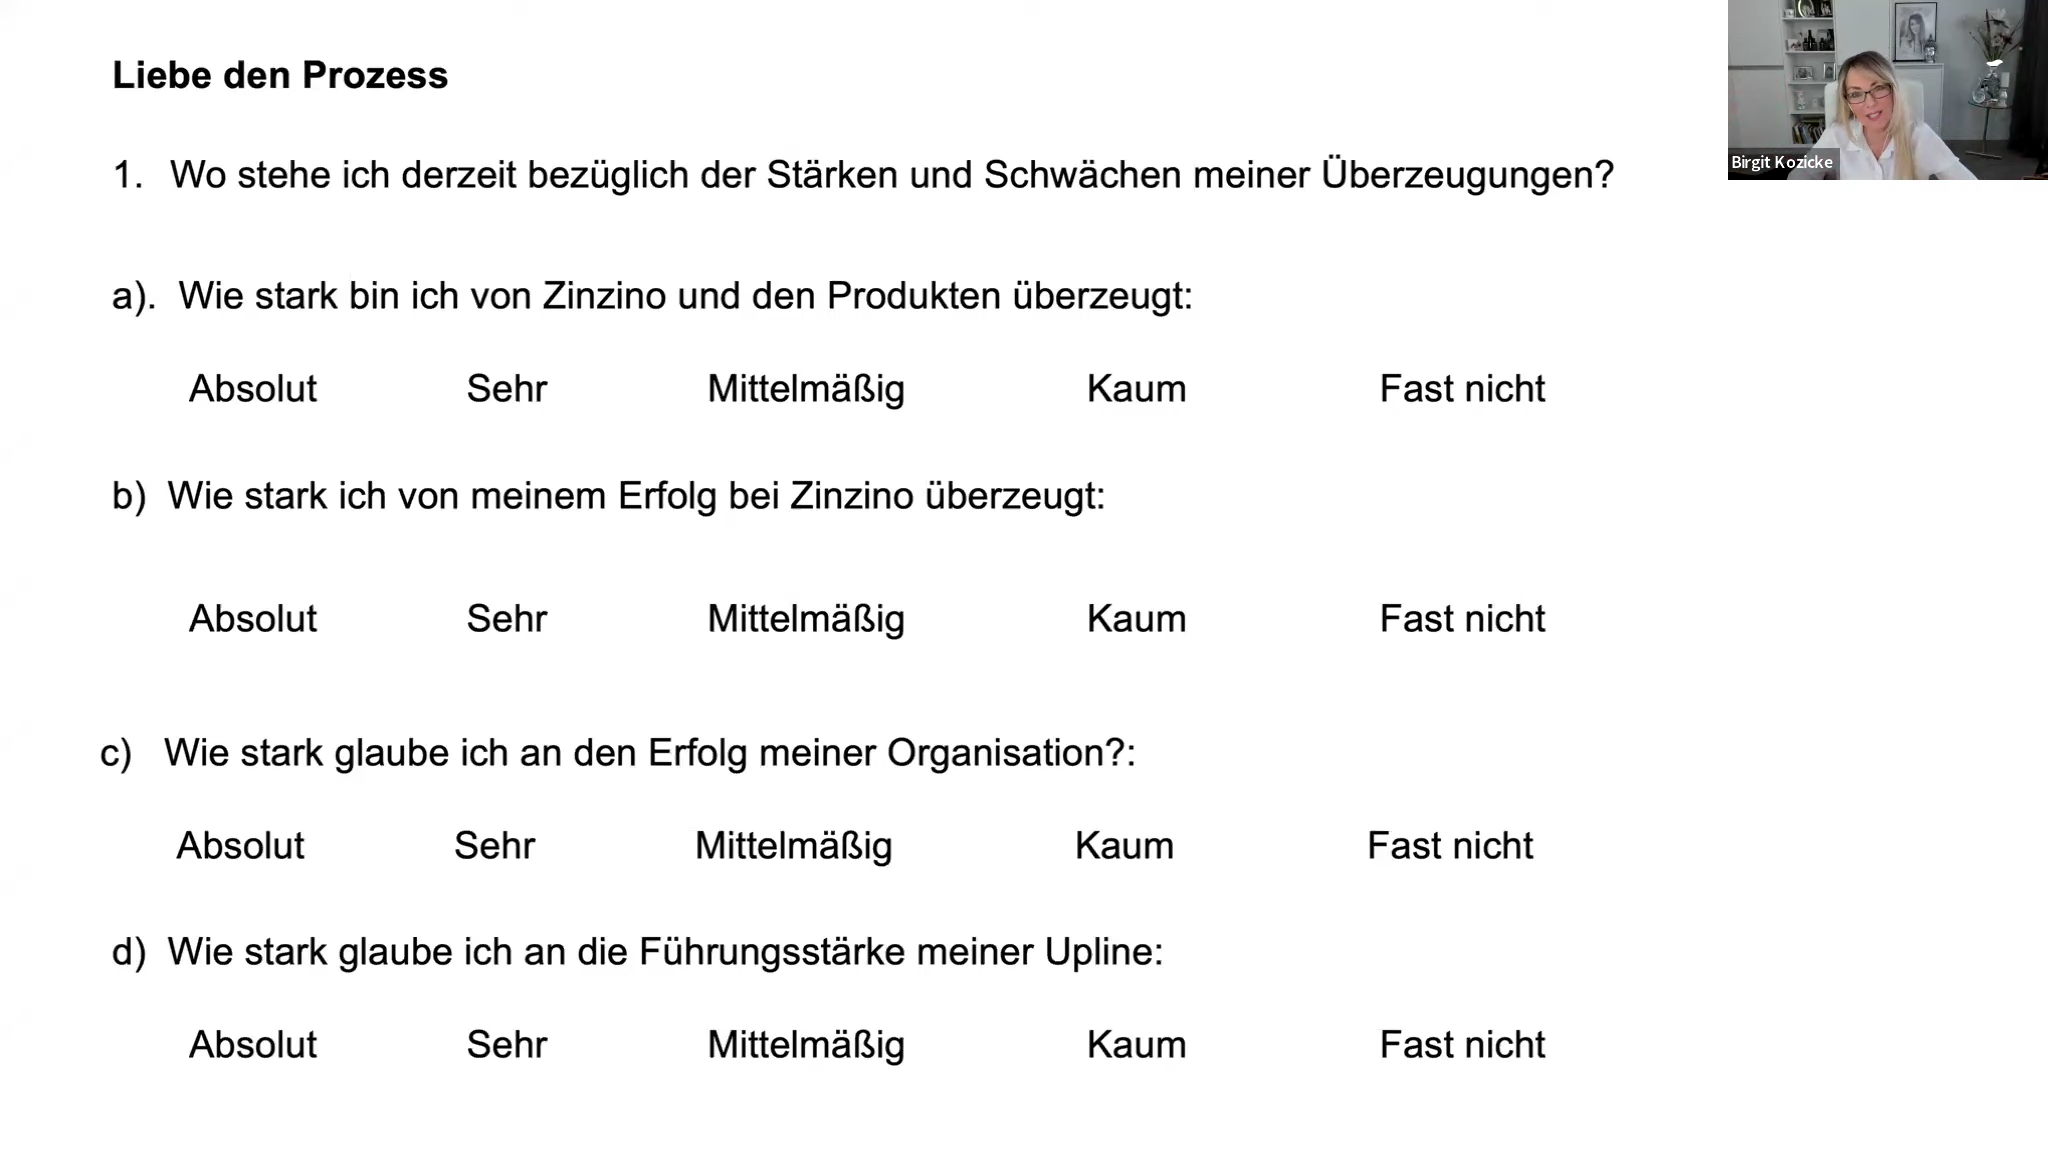 Liebe den Prozess
Birgit Kozicke
1. Wo stehe ich derzeit bezüglich der Stärken und Schwächen meiner Überzeugungen?
a). Wie stark bin ich von Zinzino und den Produkten überzeugt:
Absolut Sehr Mittelmäßig Kaum Fast nicht
b) Wie stark ich von meinem Erfolg bei Zinzino überzeugt:
Absolut Sehr Mittelmäßig Kaum Fast nicht
c) Wie stark glaube ich an den Erfolg meiner Organisation?:
Absolut Sehr Mittelmäßig Kaum Fast nicht
d) Wie stark glaube ich an die Führungsstärke meiner Upline:
Absolut Sehr Mittelmäßig Kaum Fast nicht